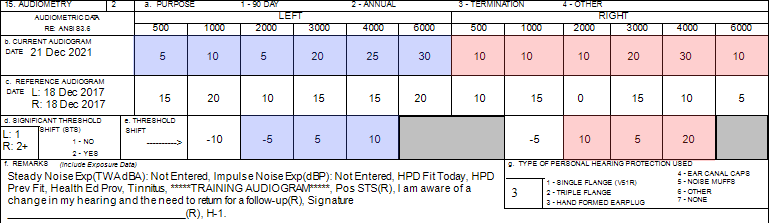 15. AUDIOMETRY 2 a. PURPOSE 1 - 90 DAY 2 - ANNUAL 3 - TERMINATION 4 - OTHER
AUDIOMETRIC DATA LEFT RIGHT
RE: ANSI S3.6 500 1000 2000 3000 4000 6000 500 1000 2000 3000 4000 6000
b. CURRENT AUDIOGRAM
DATE 21 Dec 2021 5 10 5 20 25 30 10 10 10 20 30 10
c. REFERENCE AUDIOGRAM
DATE L: 18 Dec 2017 15 20 10 15 15 20 10 15 0 15 10 5
R: 18 Dec 2017
d. SIGNIFICANT THRESHOLD SHIFT (STS) e. THRESHOLD SHIFT
L: 1 1 - NO ----------> -10 -5 5 10 -5 10 5 20
R: 2+ 2 - YES
f. REMARKS (Include Exposure Data) g. TYPE OF PERSONAL HEARING PROTECTION USED
Steady Noise Exp(TWA dBA): Not Entered, Impulse Noise Exp(dBP): Not Entered, HPD Fit Today, HPD
Prev Fit, Health Ed Prov, Tinnitus, *****TRAINING AUDIOGRAM*****, Pos STS(R), I am aware of a
change in my hearing and the need to return for a follow-up(R), Signature
(R), H-1.
3
1 - SINGLE FLANGE (V51R) 4 - EAR CANAL CAPS
2 - TRIPLE FLANGE 5 - NOISE MUFFS
3 - HAND FORMED EARPLUG 6 - OTHER
7 - NONE